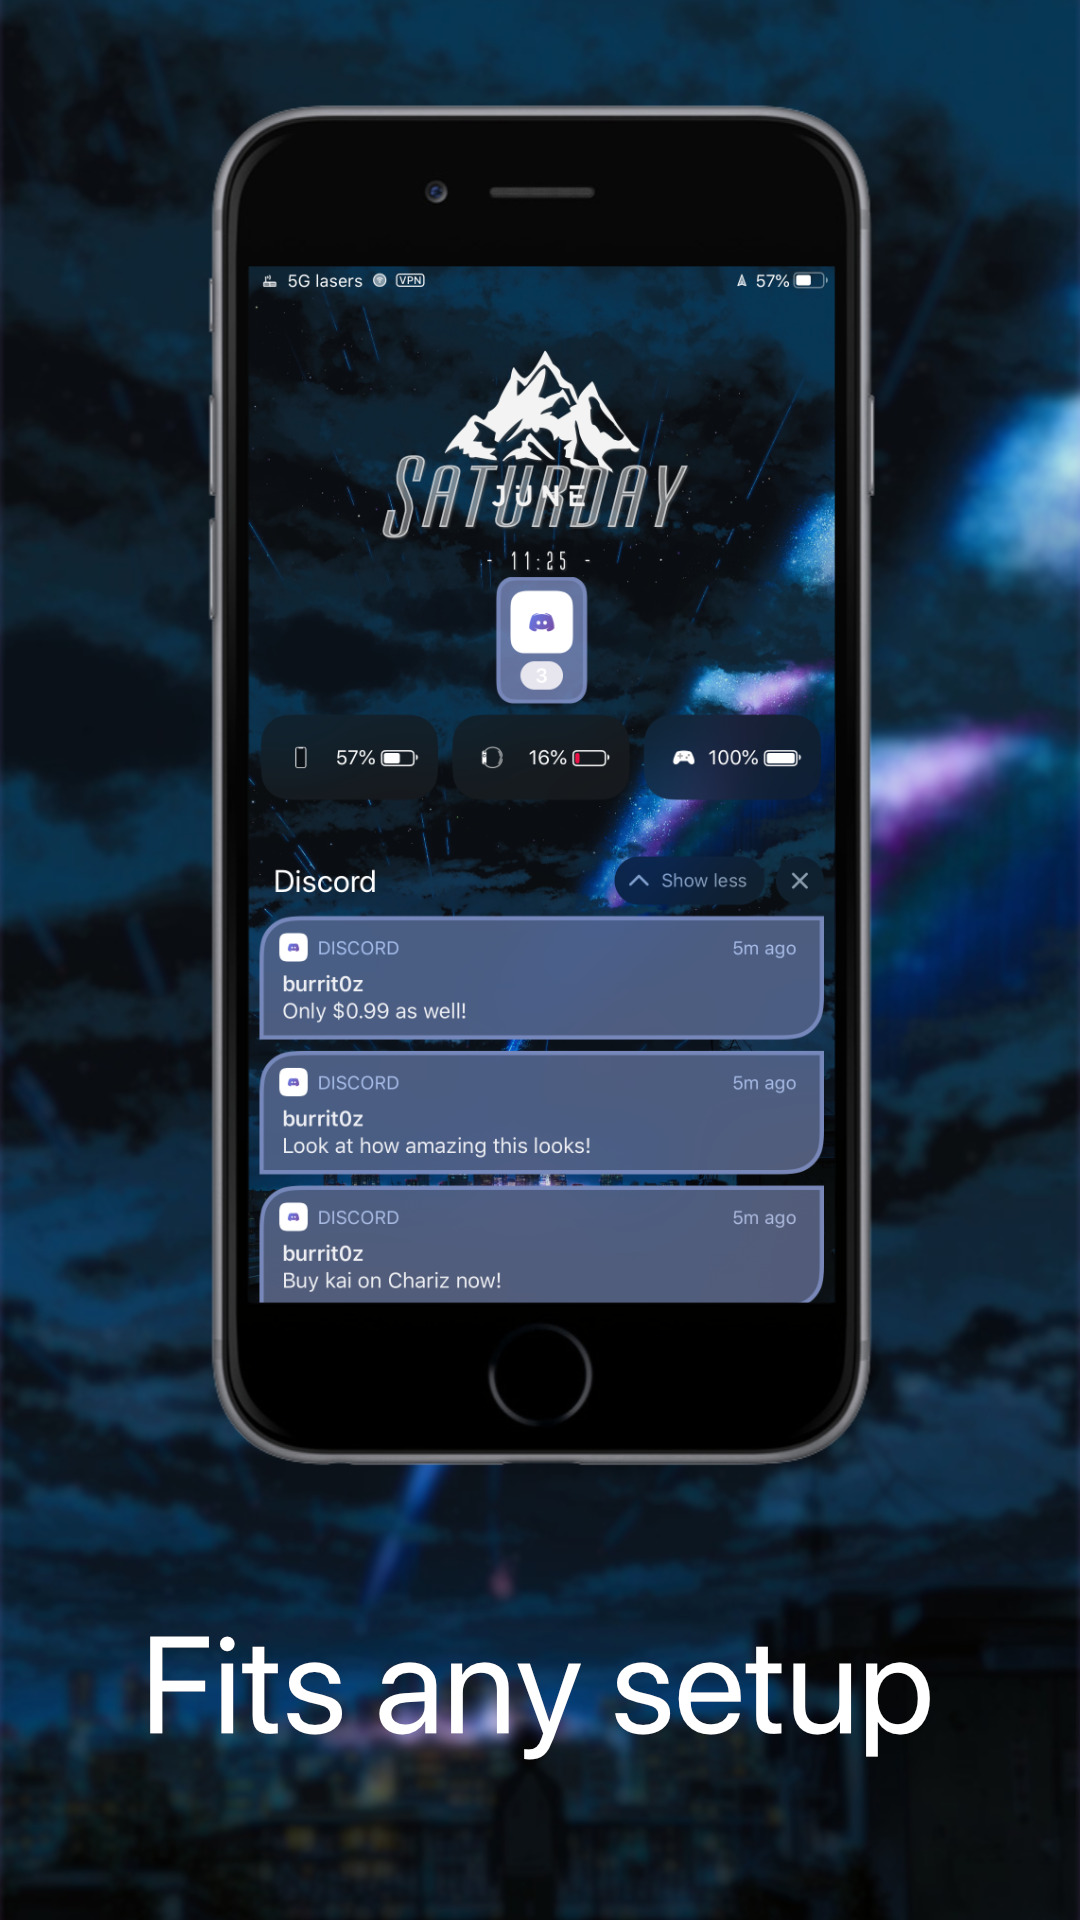 5G lasers VPN 57%
SATURDAY
JUNE
- 11:25 -
3
57% 16% 100%
Discord Show less
DISCORD 5m ago
burrit0z
Only $0.99 as well!
DISCORD 5m ago
burrit0z
Look at how amazing this looks!
DISCORD 5m ago
burrit0z
Buy kai on Chariz now!
Fits any setup